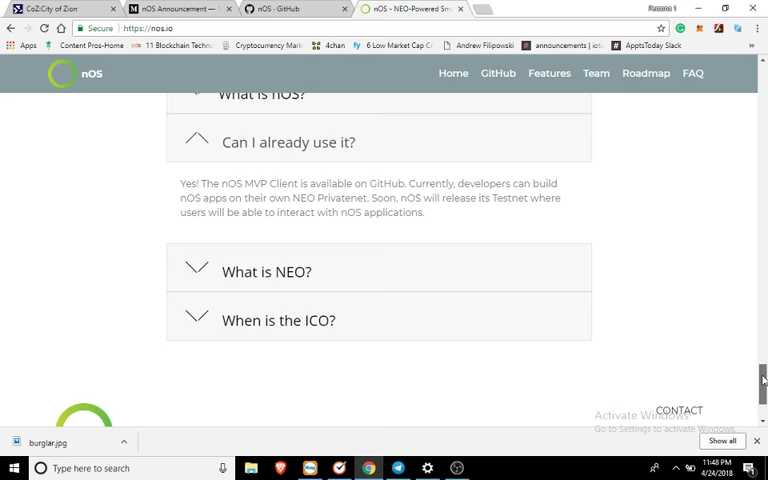 CoZ:City of Zion
nOS Announcement —
nOS · GitHub
nOS - NEO-Powered Sm
Secure
https://nos.io
Apps
Content Pros-Home
11 Blockchain Techno
Cryptocurrency Mark
4chan
6 Low Market Cap C
Andrew Filipowski
announcements | iot
ApptsToday Slack
nOS
Home
GitHub
Features
Team
Roadmap
FAQ
What is nOS?
Can I already use it?
Yes! The nOS MVP Client is available on GitHub. Currently, developers can build
nOS apps on their own NEO Privatenet. Soon, nOS will release its Testnet where
users will be able to interact with nOS applications.
What is NEO?
When is the ICO?
CONTACT
Activate Windows
Go to Settings to activate Windows.
burglar.jpg
Show all
Type here to search
11:48 PM
4/24/2018